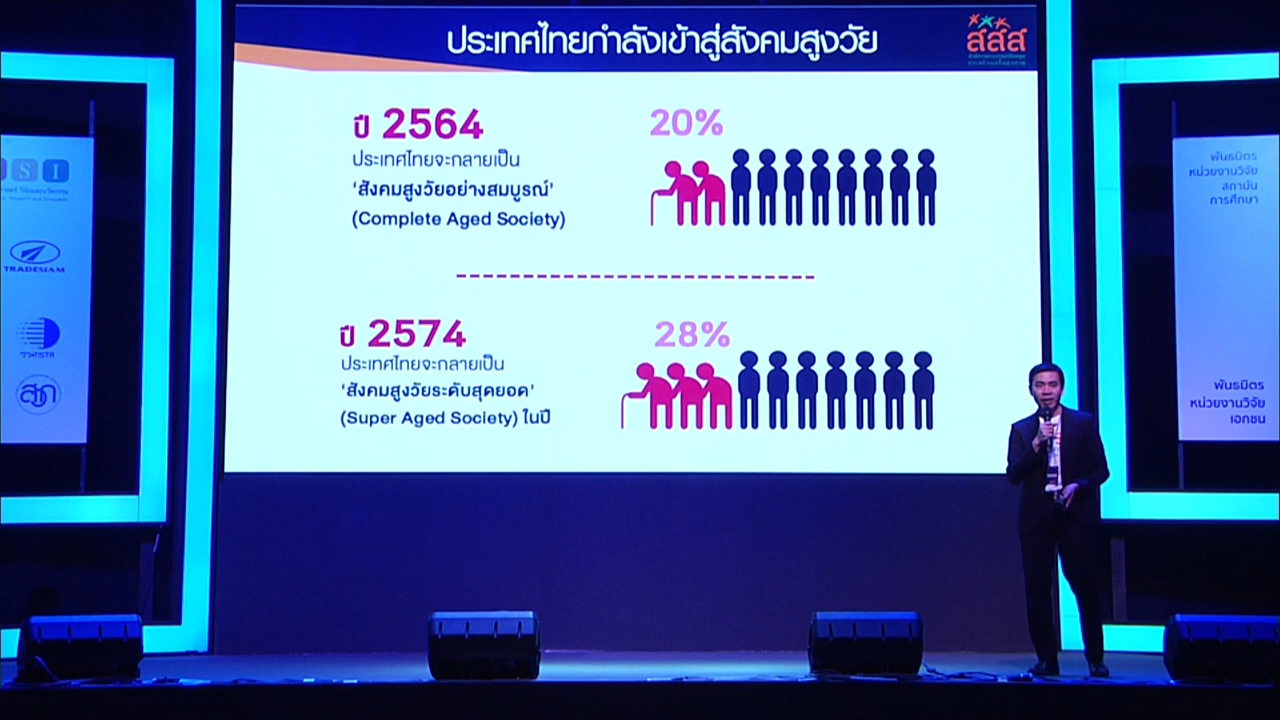 ประเทศไทยกำลังเข้าสู่สังคมสูงวัย
สสส
ปี 2564
ประเทศไทยจะกลายเป็น
‘สังคมสูงวัยอย่างสมบูรณ์’
(Complete Aged Society)
20%
ปี 2574
ประเทศไทยจะกลายเป็น
‘สังคมสูงวัยระดับสุดยอด’
(Super Aged Society) ในปี
28%
S I
TRADESIAM
TISTR
พันธมิตร
หน่วยงานวิจัย
สถาบัน
การศึกษา
พันธมิตร
หน่วยงานวิจัย
เอกชน